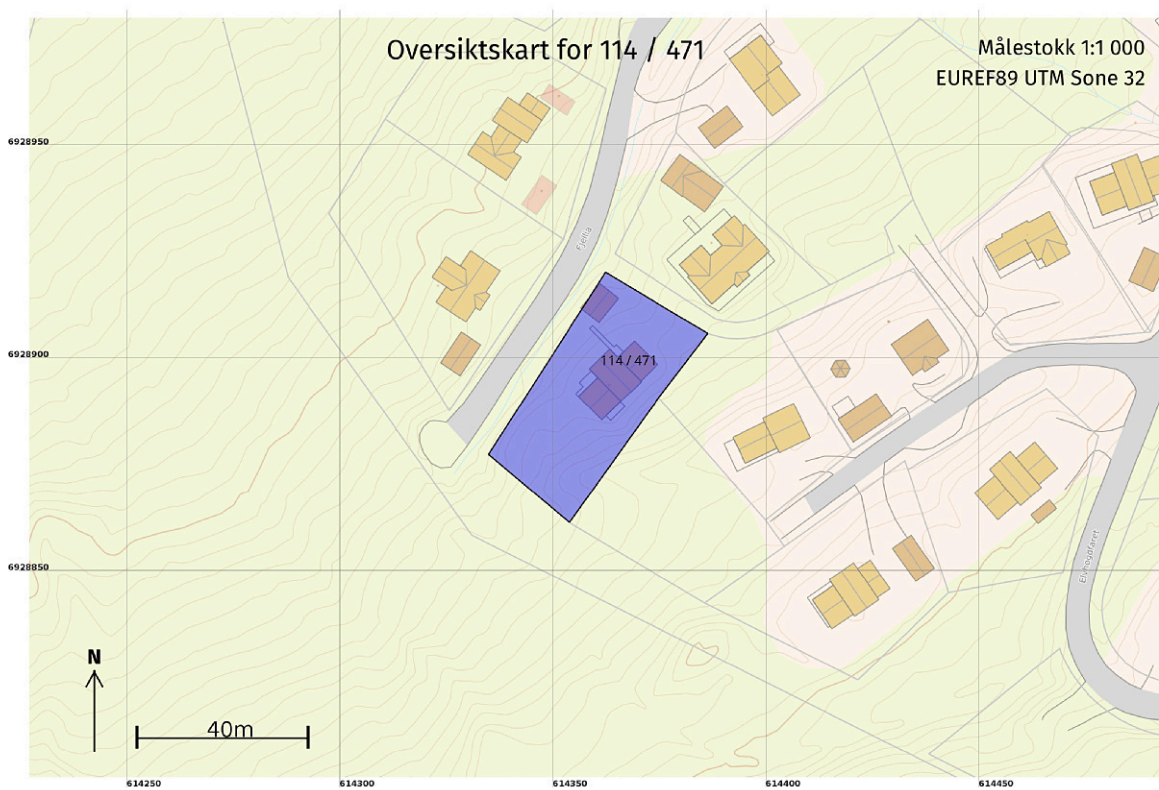 Oversiktskart for 114 / 471
Målestokk 1:1 000
EUREF89 UTM Sone 32
6928950
Fjellia
114 / 471
6928900
Elvhøgdfaret
6928850
N
40m
614250
614300
614350
614400
614450